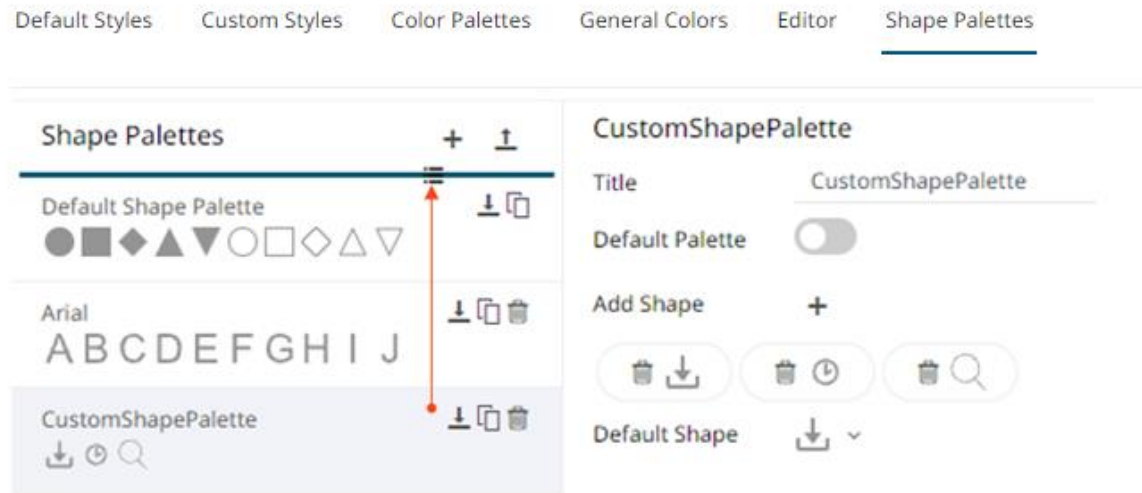 Default Styles Custom Styles Color Palettes General Colors Editor Shape Palettes
Shape Palettes
Default Shape Palette
Arial
A B C D E F G H I J
CustomShapePalette
CustomShapePalette
Title CustomShapePalette
Default Palette
Add Shape
Default Shape